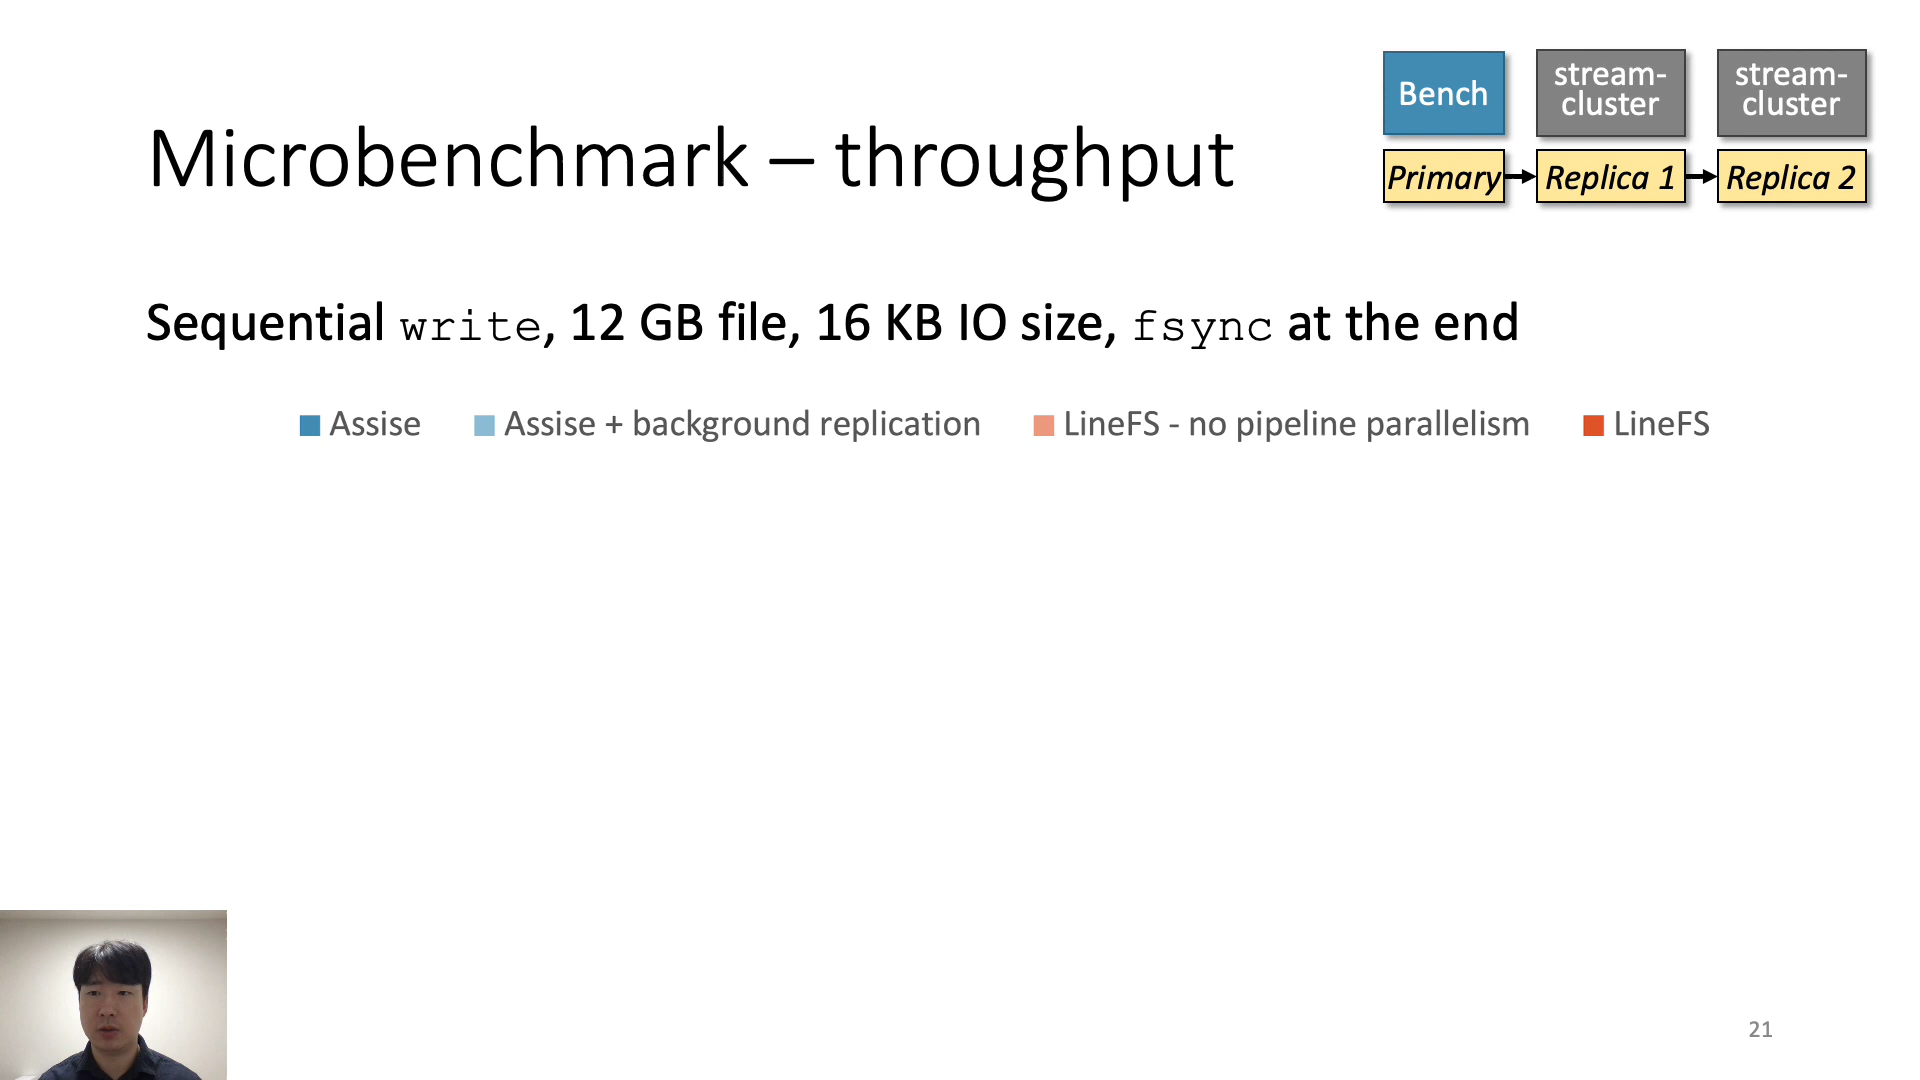 Bench
stream-
cluster
stream-
cluster
Primary
Replica 1
Replica 2
Microbenchmark – throughput
Sequential write, 12 GB file, 16 KB IO size, fsync at the end
Assise
Assise + background replication
LineFS - no pipeline parallelism
LineFS
21